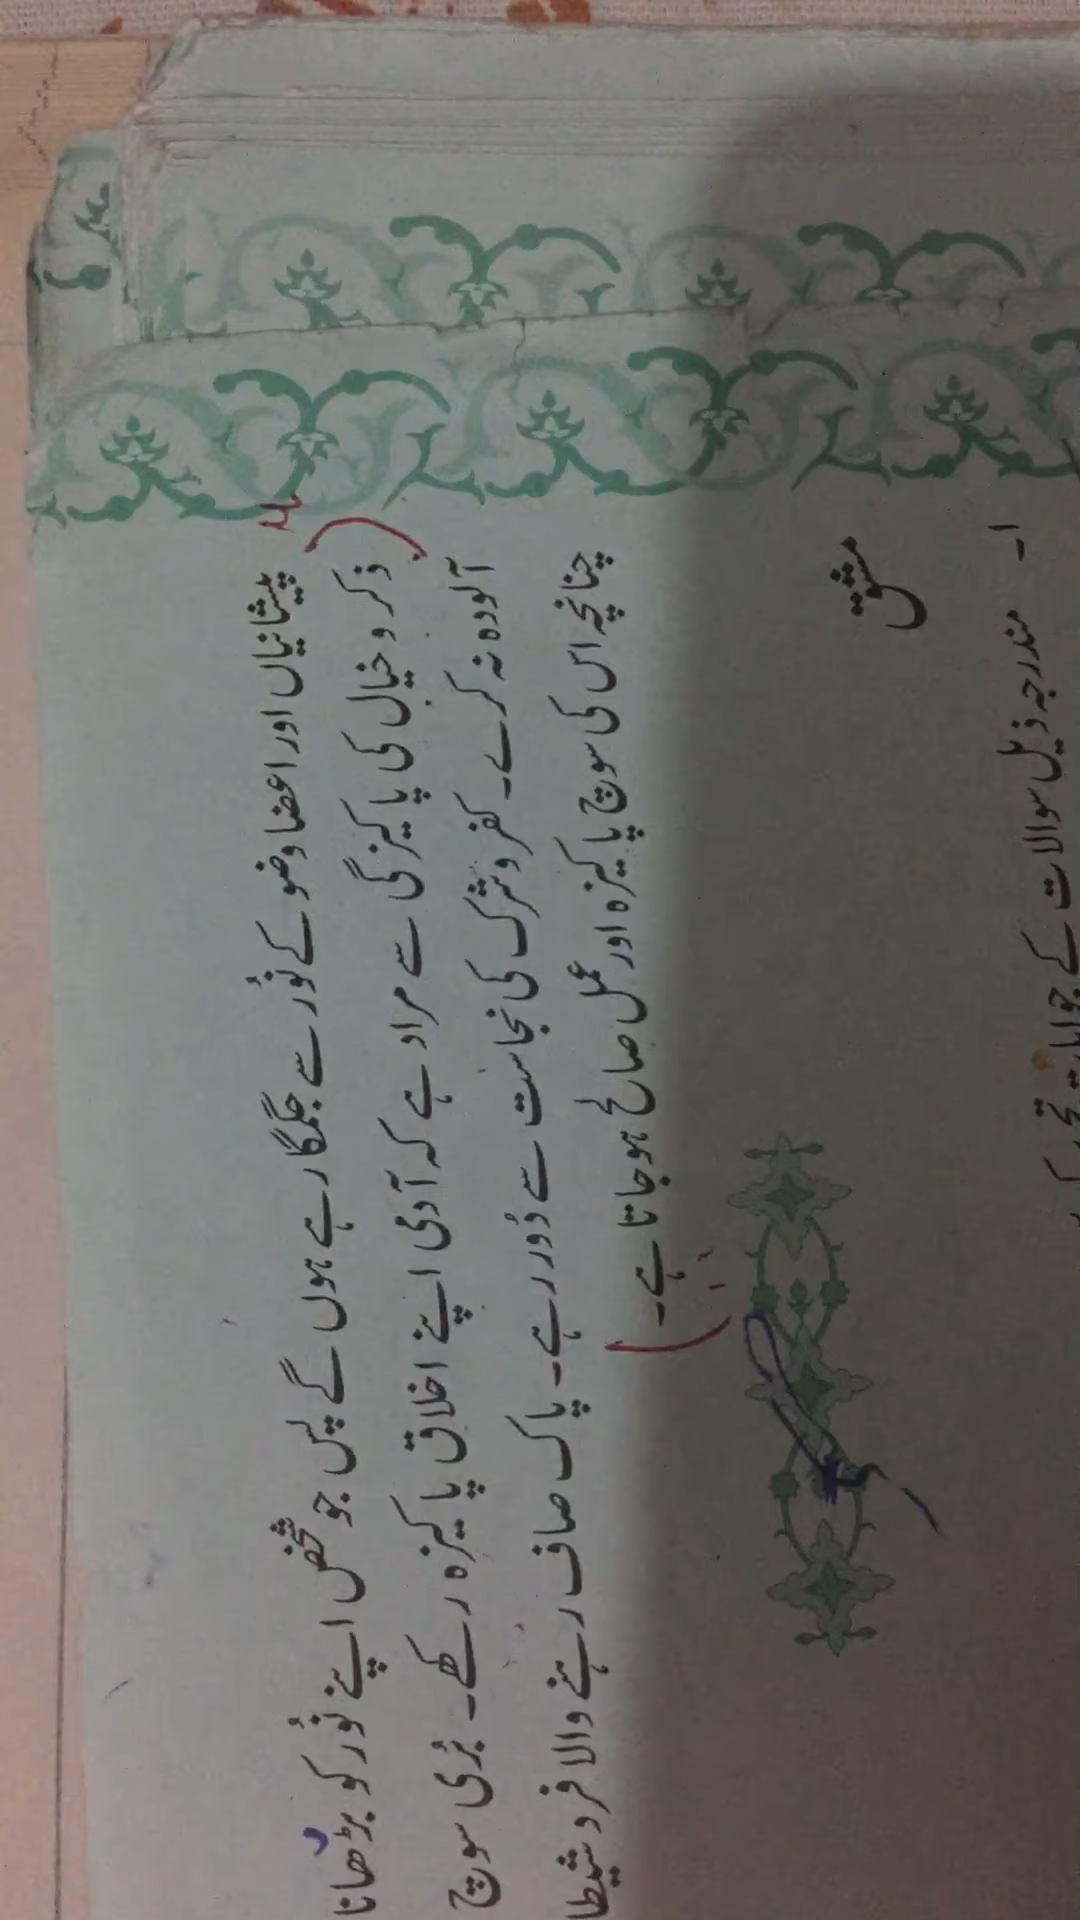 پیشانیاں اور اعضا وضو کے نُور سے جگمگا رہے ہوں گے پس جو شخص اپنے نُور کو بڑھانا
ذکر و خیال کی پاکیزگی سے مراد ہے کہ آدمی اپنے اخلاق پاکیزہ رکھے۔ بُری سوچ
آلودہ نہ کرے۔ کفر و شرک کی نجاست سے دُور رہے۔ پاک صاف رہنے والا فرد شیطا
چنانچہ اس کی سوچ پاکیزہ اور عمل صالح ہو جاتا ہے۔
مشق
۱۔ مندرجہ ذیل سوالات کے جوابات